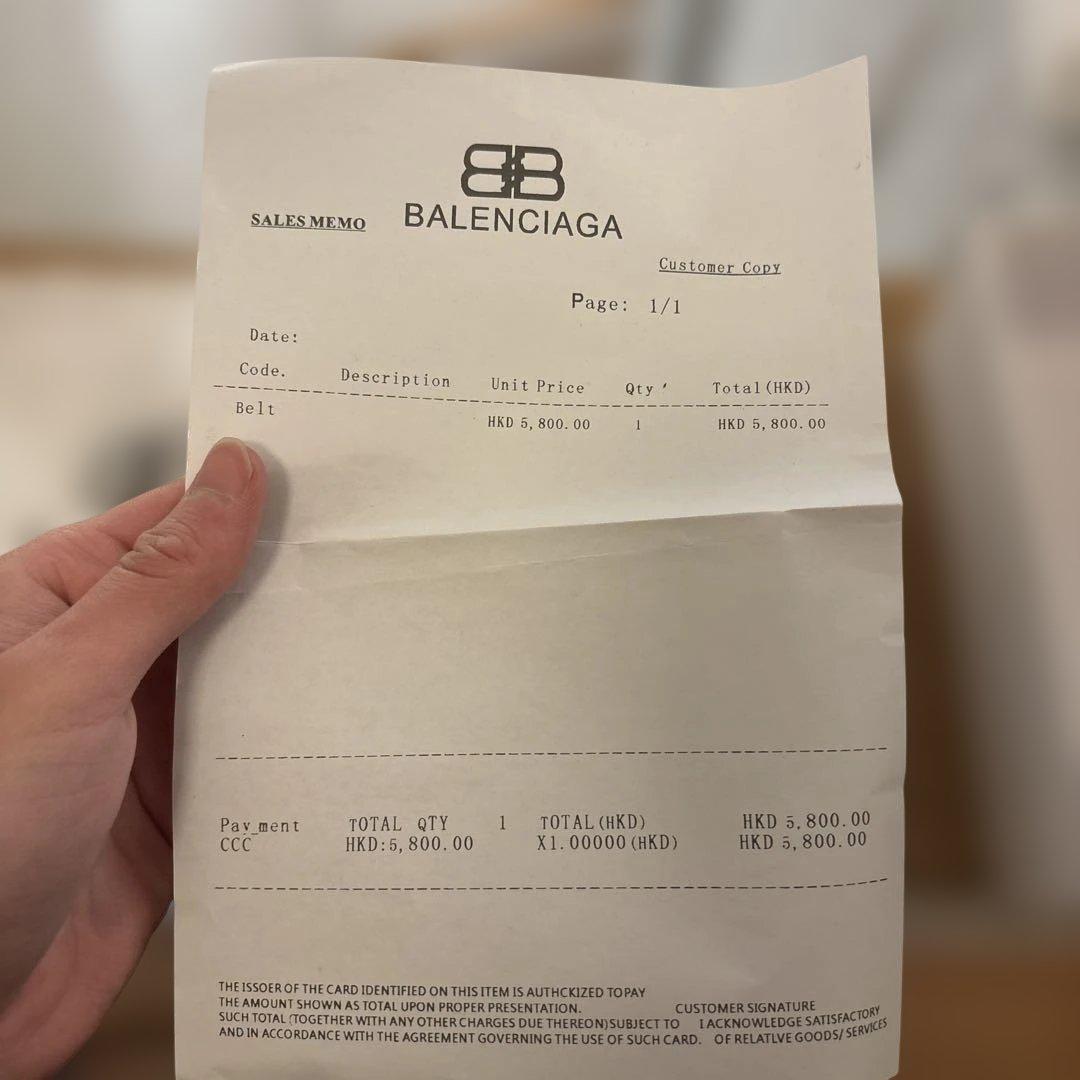 BB
SALES MEMO
BALENCIAGA
Customer Copy
Page: 1/1
Date:
Code. Description Unit Price Qty ' Total(HKD)
Belt HKD 5,800.00 1 HKD 5,800.00
Pay_ment TOTAL QTY 1 TOTAL(HKD) HKD 5,800.00
CCC HKD:5,800.00 X1.00000(HKD) HKD 5,800.00
THE ISSOER OF THE CARD IDENTIFIED ON THIS ITEM IS AUTHCKIZED TO PAY
THE AMOUNT SHOWN AS TOTAL UPON PROPER PRESENTATION. CUSTOMER SIGNATURE
SUCH TOTAL (TOGETHER WITH ANY OTHER CHARGES DUE THEREON)SUBJECT TO I ACKNOWLEDGE SATISFACTORY
AND IN ACCORDANCE WITH THE AGREEMENT GOVERNING THE USE OF SUCH CARD. OF RELATLVE GOODS/ SERVICES